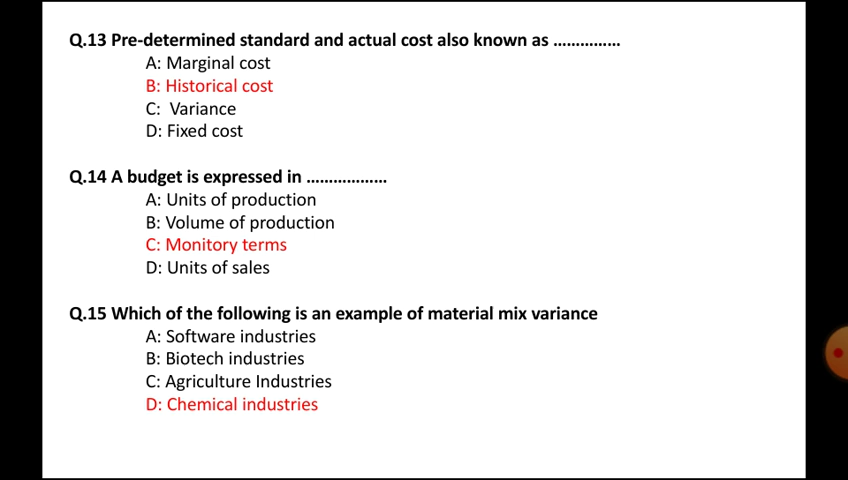 Q.13 Pre-determined standard and actual cost also known as ...............
A: Marginal cost
B: Historical cost
C: Variance
D: Fixed cost
Q.14 A budget is expressed in ..................
A: Units of production
B: Volume of production
C: Monitory terms
D: Units of sales
Q.15 Which of the following is an example of material mix variance
A: Software industries
B: Biotech industries
C: Agriculture Industries
D: Chemical industries